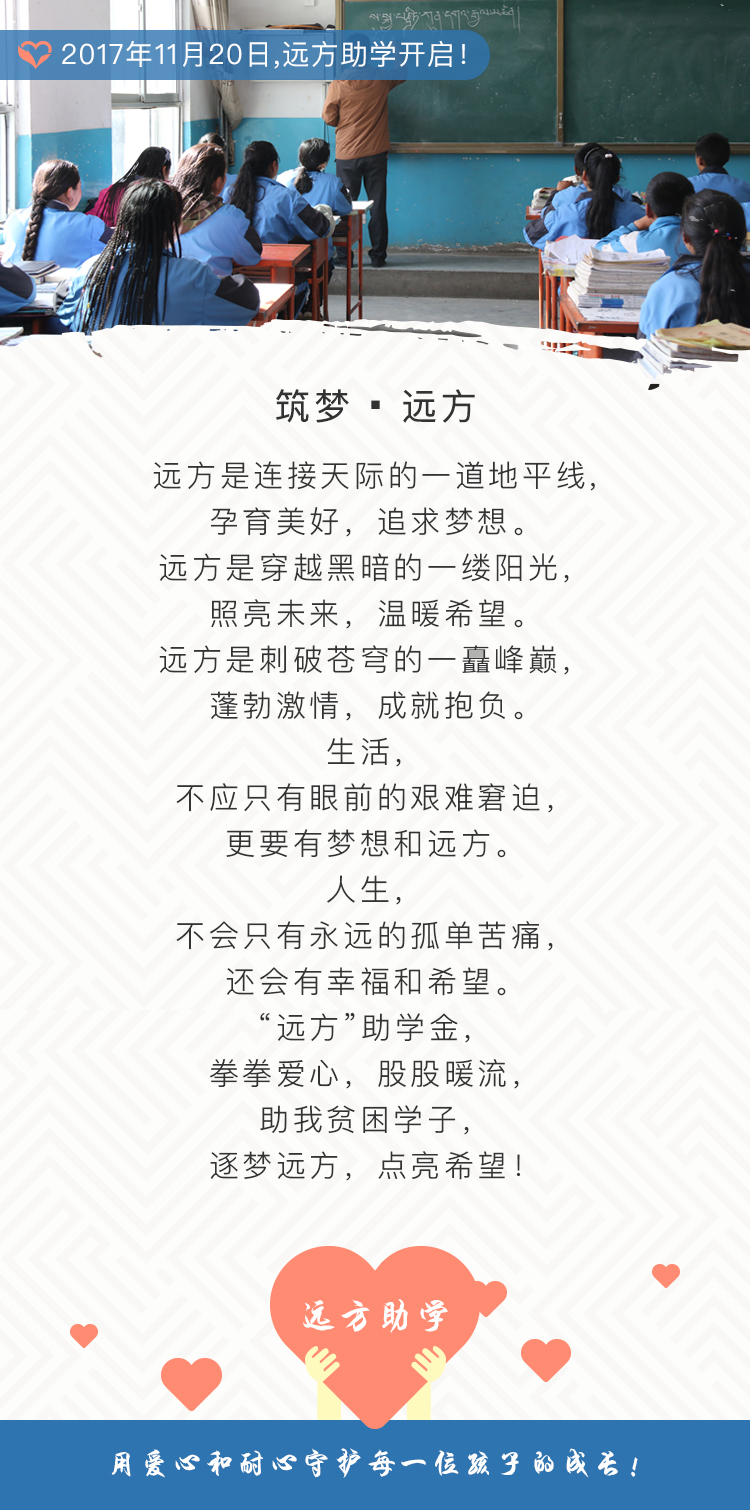 2017年11月20日,远方助学开启！
筑梦▪远方
远方是连接天际的一道地平线，
孕育美好，追求梦想。
远方是穿越黑暗的一缕阳光，
照亮未来，温暖希望。
远方是刺破苍穹的一矗峰巅，
蓬勃激情，成就抱负。
生活，
不应只有眼前的艰难窘迫，
更要有梦想和远方。
人生，
不会只有永远的孤单苦痛，
还会有幸福和希望。
“远方”助学金，
拳拳爱心，股股暖流，
助我贫困学子，
逐梦远方，点亮希望！
远方助学
用爱心和耐心守护每一位孩子的成长！